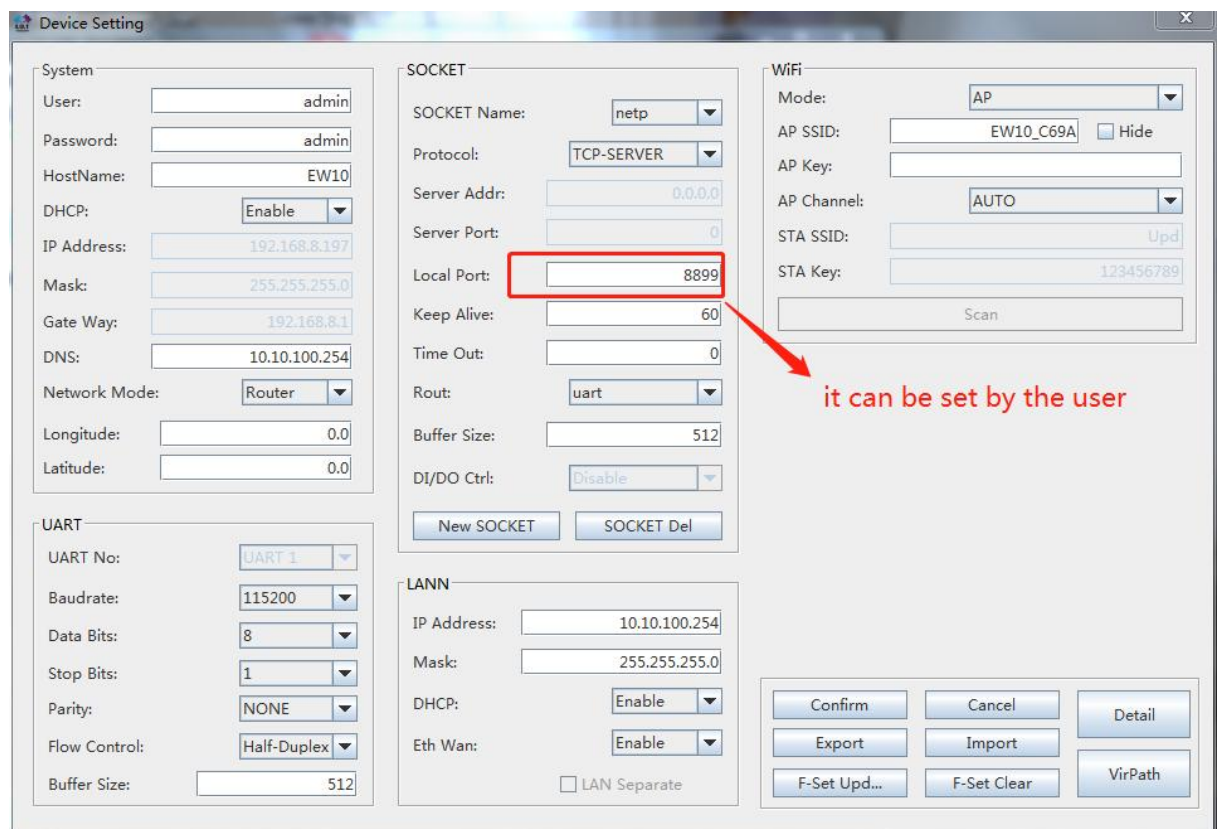 Device Setting
System
User: admin
Password: admin
HostName: EW10
DHCP: Enable
IP Address: 192.168.8.197
Mask: 255.255.255.0
Gate Way: 192.168.8.1
DNS: 10.10.100.254
Network Mode: Router
Longitude: 0.0
Latitude: 0.0
UART
UART No: UART 1
Baudrate: 115200
Data Bits: 8
Stop Bits: 1
Parity: NONE
Flow Control: Half-Duplex
Buffer Size: 512
SOCKET
SOCKET Name: netp
Protocol: TCP-SERVER
Server Addr: 0.0.0.0
Server Port: 0
Local Port: 8899
Keep Alive: 60
Time Out: 0
Rout: uart
Buffer Size: 512
DI/DO Ctrl: Disable
New SOCKET SOCKET Del
LANN
IP Address: 10.10.100.254
Mask: 255.255.255.0
DHCP: Enable
Eth Wan: Enable
LAN Separate
WiFi
Mode: AP
AP SSID: EW10_C69A Hide
AP Key:
AP Channel: AUTO
STA SSID: Upd
STA Key: 123456789
Scan
it can be set by the user
Confirm Cancel Detail
Export Import
F-Set Upd... F-Set Clear VirPath